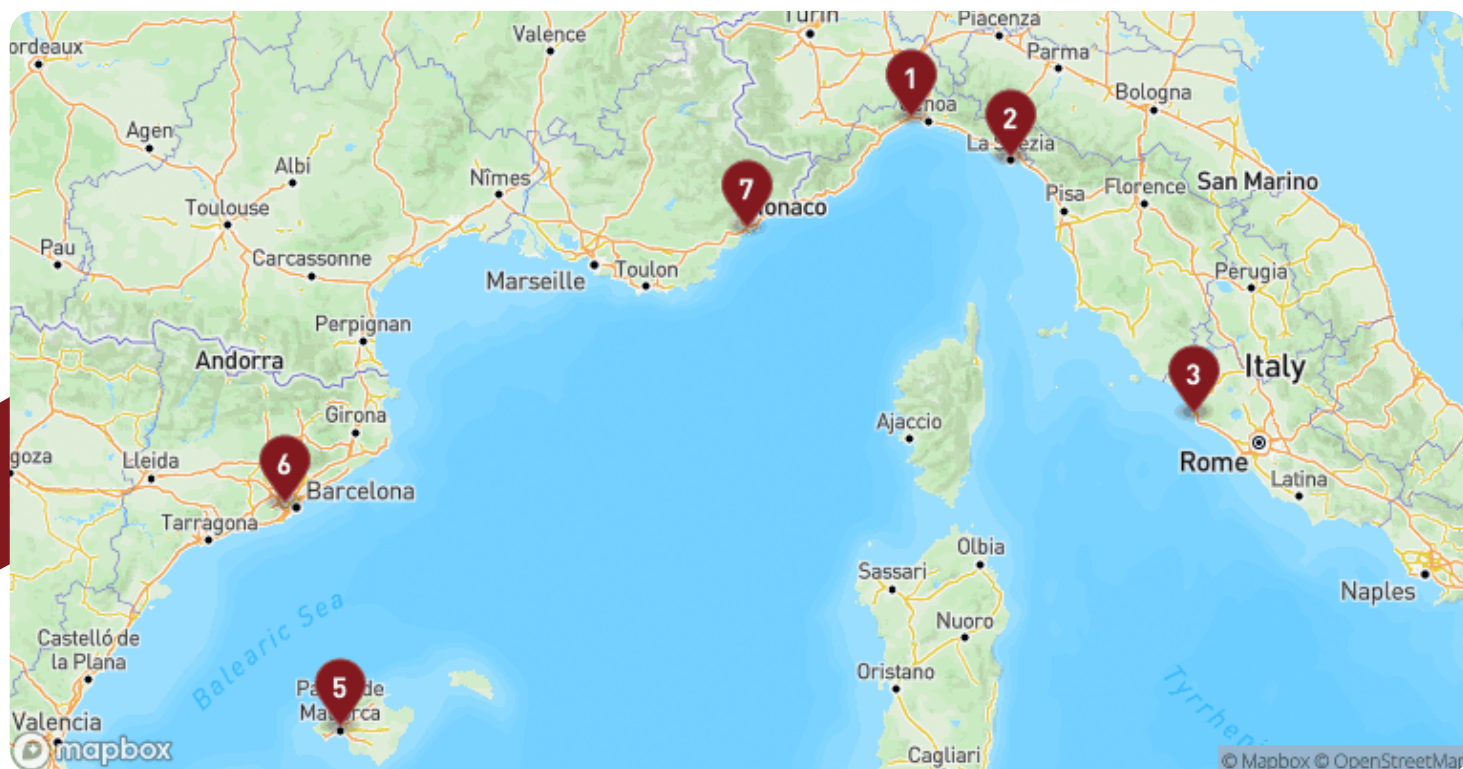 Turin
Piacenza
Valence
ordeaux
Parma
1
Bologna
Genoa
2
La Spezia
Agen
Albi
Nîmes
7
Monaco
Pisa
Florence
San Marino
Toulouse
Pau
Carcassonne
Marseille
Toulon
Perugia
Perpignan
Andorra
3
Italy
Girona
Ajaccio
goza
Lleida
6
Barcelona
Rome
Latina
Tarragona
Olbia
Sassari
Naples
Balearic Sea
Nuoro
Castelló de
la Plana
Oristano
5
Palma de
Mallorca
Tyrrheni
Valencia
mapbox
Cagliari
© Mapbox © OpenStreetMap